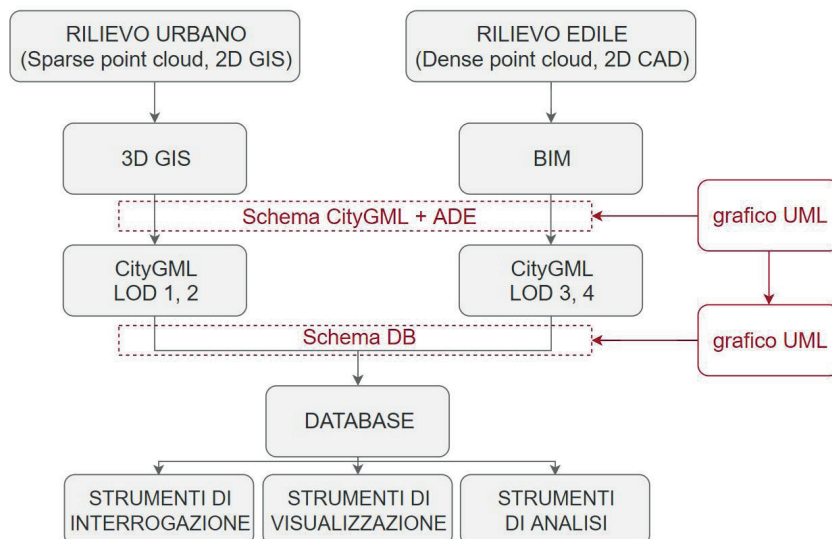 RILIEVO URBANO
(Sparse point cloud, 2D GIS)
RILIEVO EDILE
(Dense point cloud, 2D CAD)
3D GIS
BIM
Schema CityGML + ADE
grafico UML
CityGML
LOD 1, 2
CityGML
LOD 3, 4
Schema DB
grafico UML
DATABASE
STRUMENTI DI
INTERROGAZIONE
STRUMENTI DI
VISUALIZZAZIONE
STRUMENTI
DI ANALISI